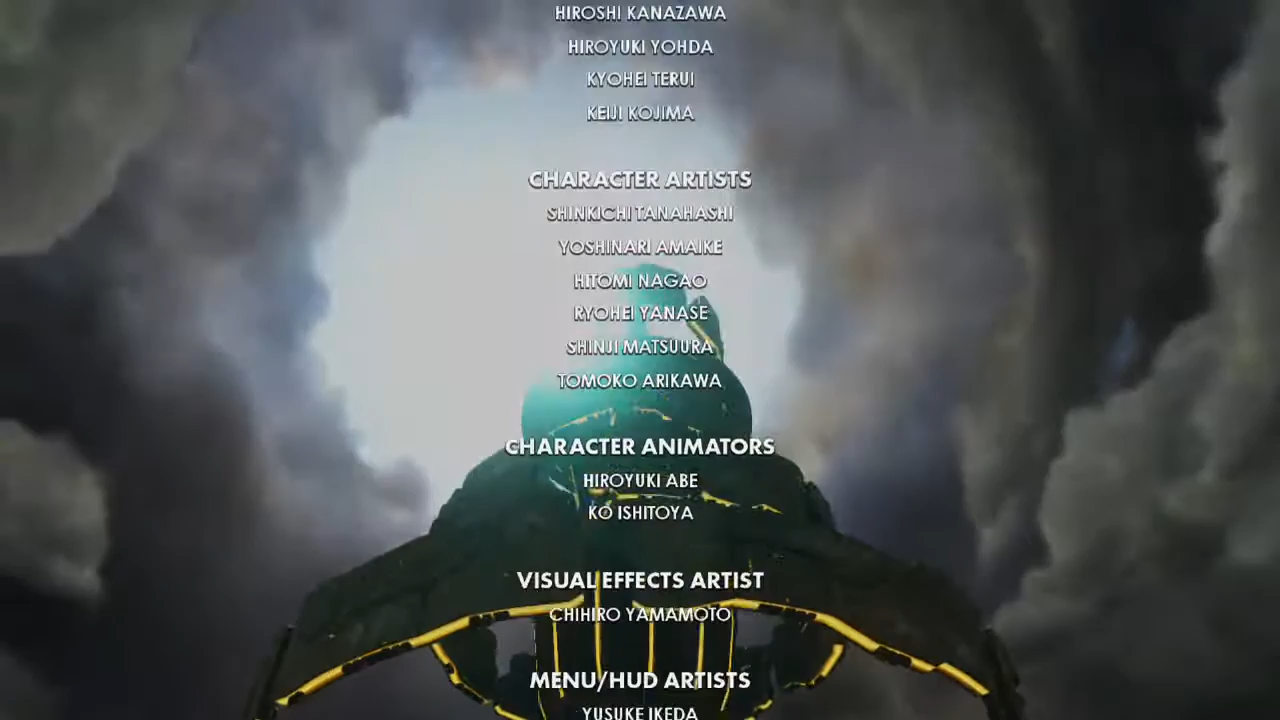 HIROSHI KANAZAWA
HIROYUKI YOHDA
KYOHEI TERUI
KEIJI KOJIMA
CHARACTER ARTISTS
SHINKICHI TANAHASHI
YOSHINARI AMAIKE
HITOMI NAGAO
RYOHEI YANASE
SHINJI MATSUURA
TOMOKO ARIKAWA
CHARACTER ANIMATORS
HIROYUKI ABE
KO ISHITOYA
VISUAL EFFECTS ARTIST
CHIHIRO YAMAMOTO
MENU/HUD ARTISTS
YUSUKE IKEDA